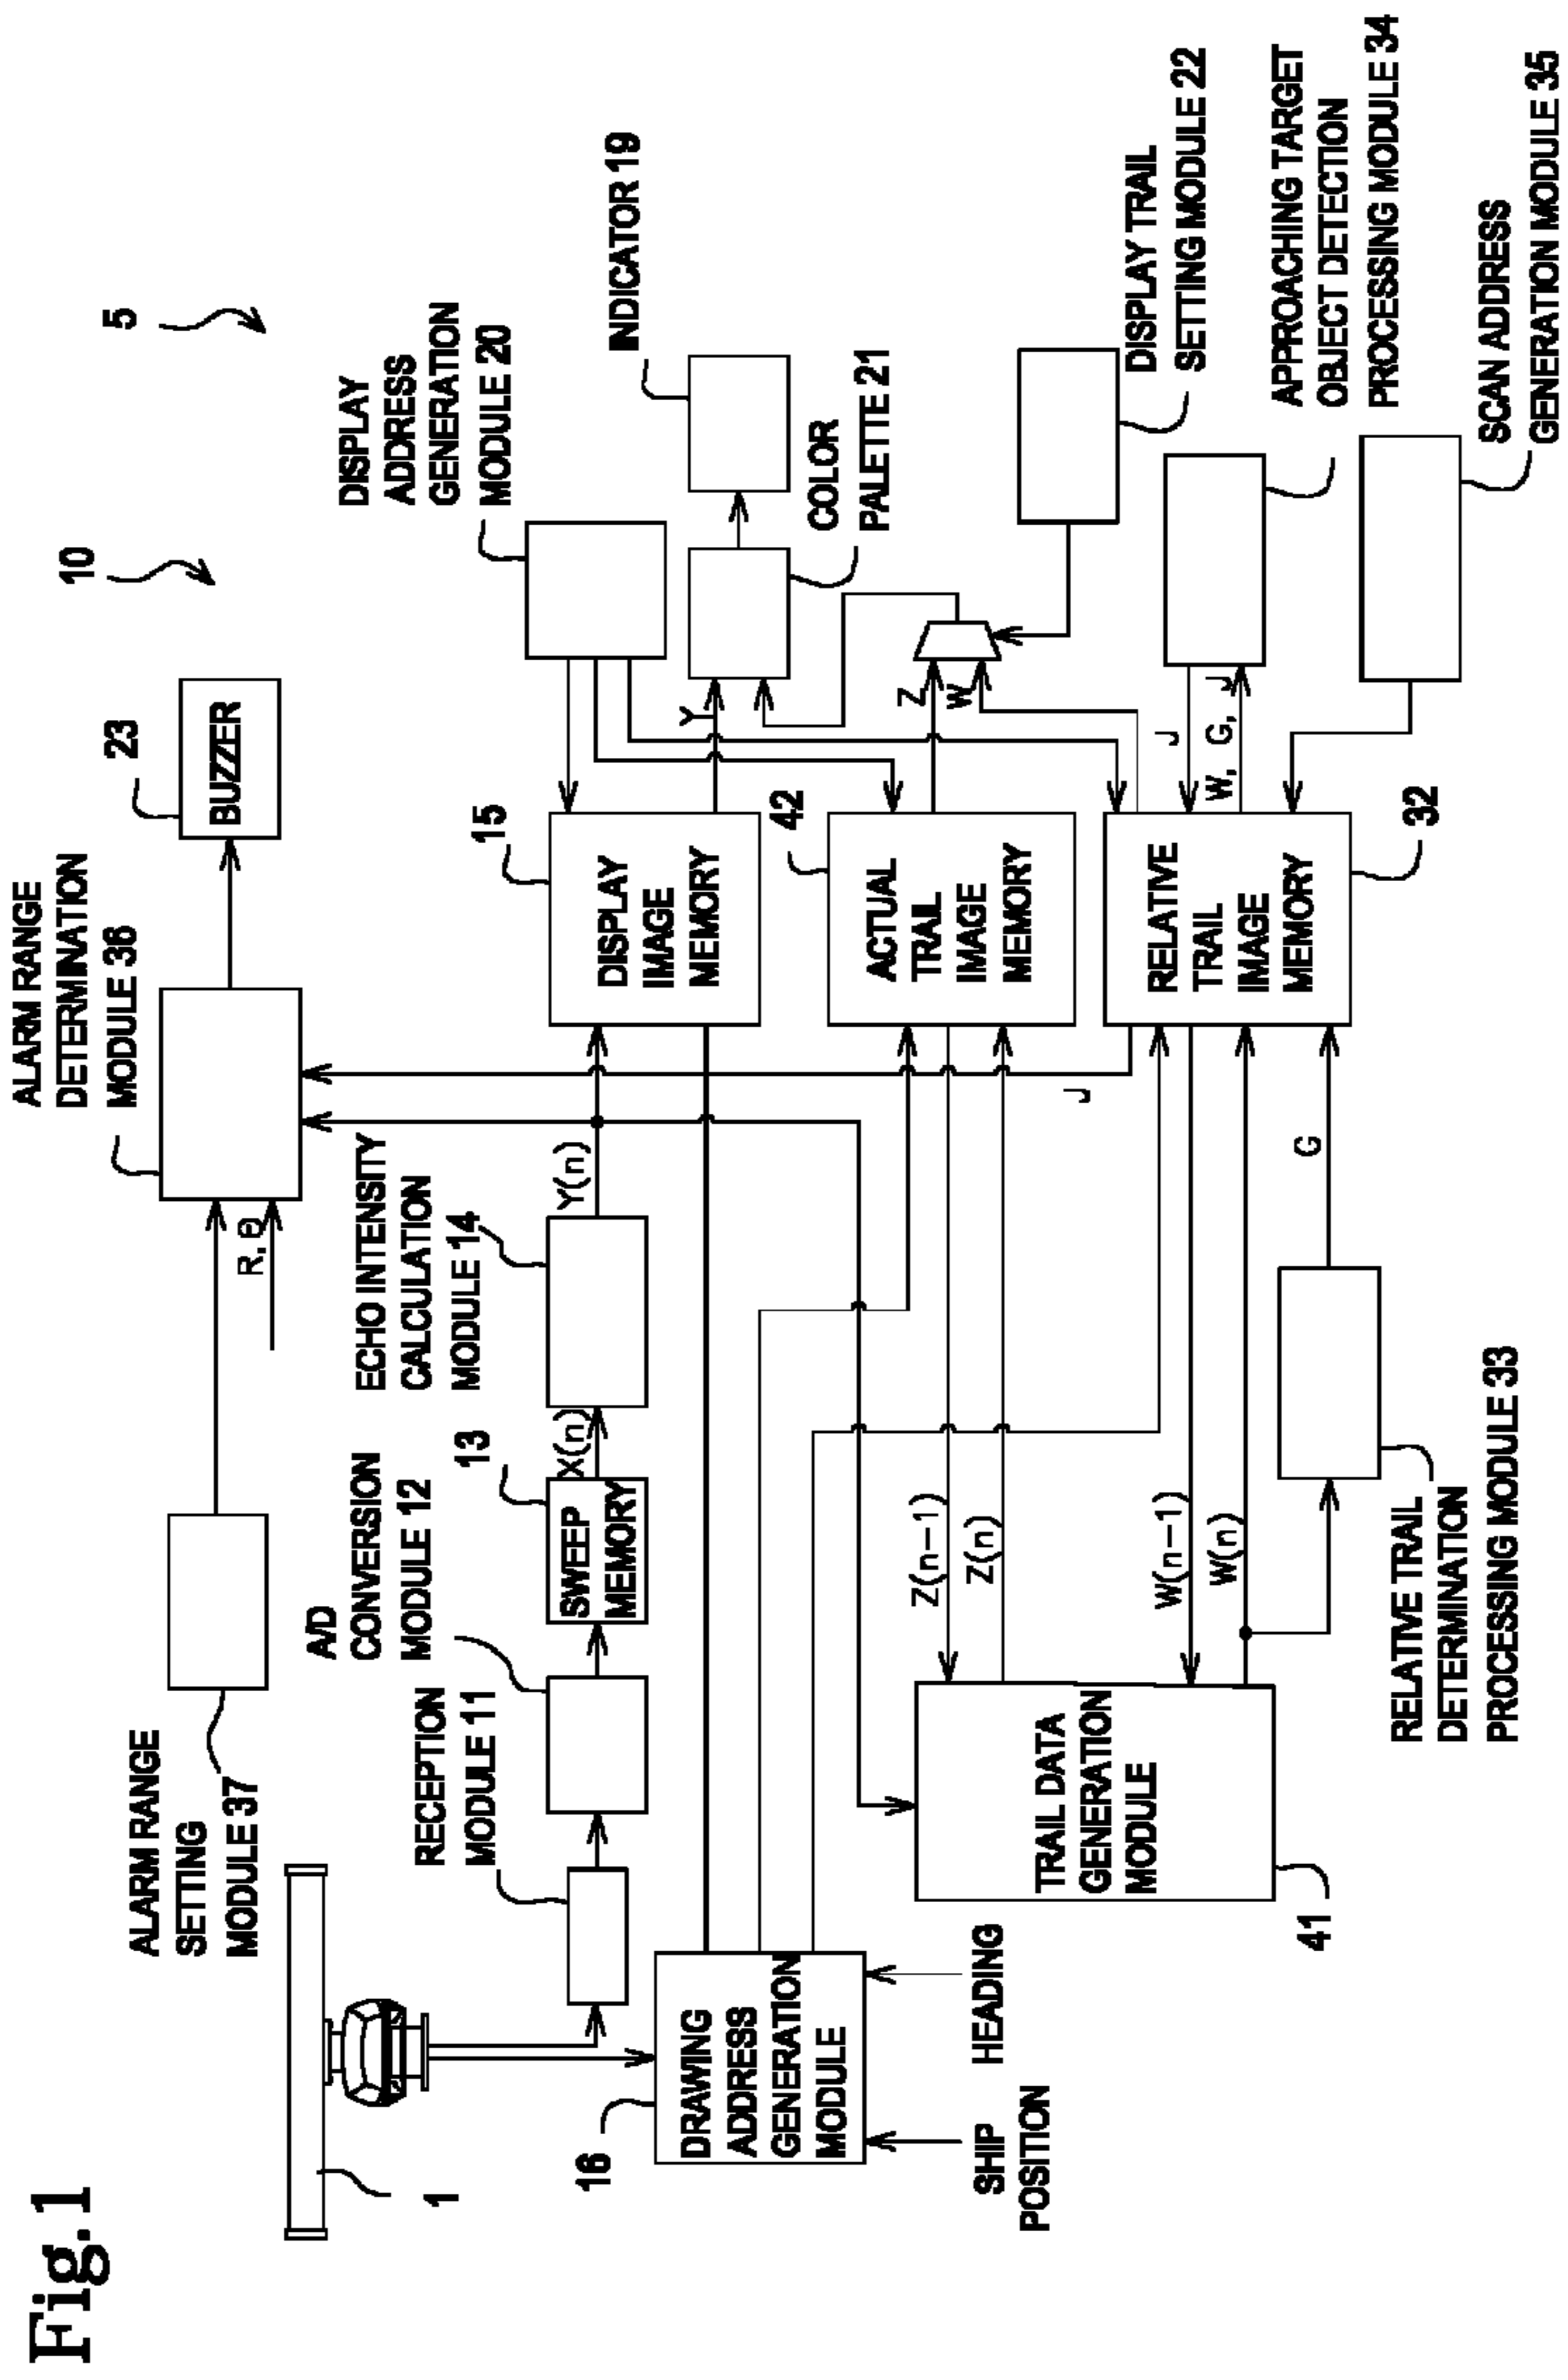 Fig.1
5
10
ALARM RANGE
DETERMINATION
MODULE 36
23
BUZZER
ALARM RANGE
SETTING
MODULE 37
R, Θ
DISPLAY
ADDRESS
GENERATION
MODULE 20
INDICATOR 19
COLOR
PALETTE 21
1
RECEPTION
MODULE 11
A/D
CONVERSION
MODULE 12
13
SWEEP
MEMORY
X(n)
ECHO INTENSITY
CALCULATION
MODULE 14
Y(n)
15
DISPLAY
IMAGE
MEMORY
Y
16
DRAWING
ADDRESS
GENERATION
MODULE
SHIP
POSITION
HEADING
42
ACTUAL
TRAIL
IMAGE
MEMORY
Z
W
DISPLAY TRAIL
SETTING MODULE 22
Z(n-1)
Z(n)
TRAIL DATA
GENERATION
MODULE
41
W(n-1)
W(n)
J
RELATIVE
TRAIL
IMAGE
MEMORY
32
J
W, G, J
APPROACHING TARGET
OBJECT DETECTION
PROCESSING MODULE 34
G
RELATIVE TRAIL
DETERMINATION
PROCESSING MODULE 33
SCAN ADDRESS
GENERATION MODULE 35